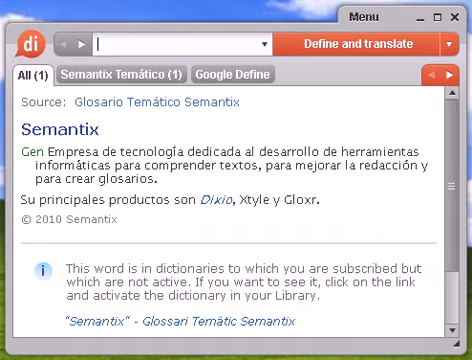 Menu
di
Define and translate
All (1)
Semantix Temático (1)
Google Define
Source: Glosario Temático Semantix
Semantix
Gen Empresa de tecnología dedicada al desarrollo de herramientas
informáticas para comprender textos, para mejorar la redacción y
para crear glosarios.
Su principales productos son Dixio, Xtyle y Gloxr.
© 2010 Semantix
i
This word is in dictionaries to which you are subscribed but
which are not active. If you want to see it, click on the link
and activate the dictionary in your Library.
"Semantix" - Glossari Temàtic Semantix